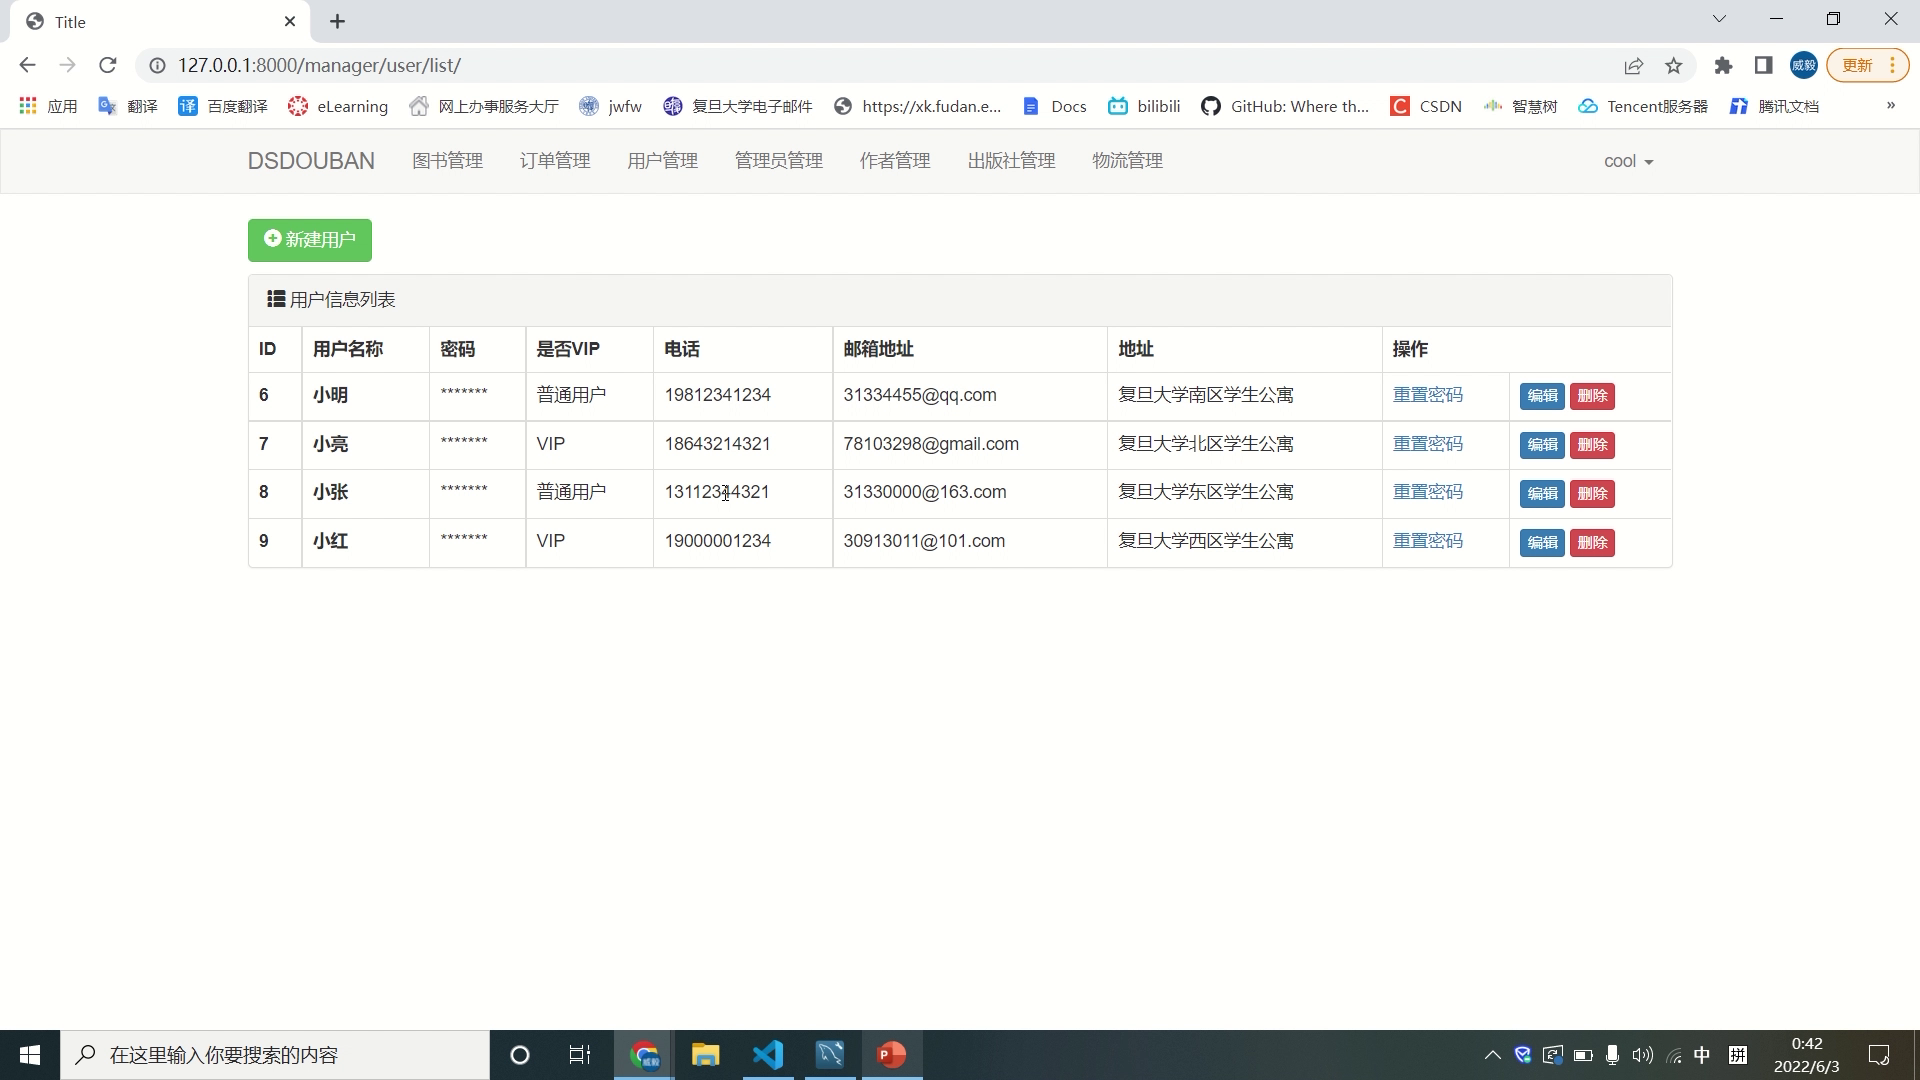 Title
127.0.0.1:8000/manager/user/list/
威毅
更新
应用 翻译 百度翻译 eLearning 网上办事服务大厅 jwfw 复旦大学电子邮件 https://xk.fudan.e... Docs bilibili GitHub: Where th... CSDN 智慧树 Tencent服务器 腾讯文档 »
DSDOUBAN 图书管理 订单管理 用户管理 管理员管理 作者管理 出版社管理 物流管理 cool
新建用户
用户信息列表
ID 用户名称 密码 是否VIP 电话 邮箱地址 地址 操作
6 小明 ******* 普通用户 19812341234 31334455@qq.com 复旦大学南区学生公寓 重置密码 编辑 删除
7 小亮 ******* VIP 18643214321 78103298@gmail.com 复旦大学北区学生公寓 重置密码 编辑 删除
8 小张 ******* 普通用户 13112344321 31330000@163.com 复旦大学东区学生公寓 重置密码 编辑 删除
9 小红 ******* VIP 19000001234 30913011@101.com 复旦大学西区学生公寓 重置密码 编辑 删除
在这里输入你要搜索的内容
中 拼 0:42
2022/6/3